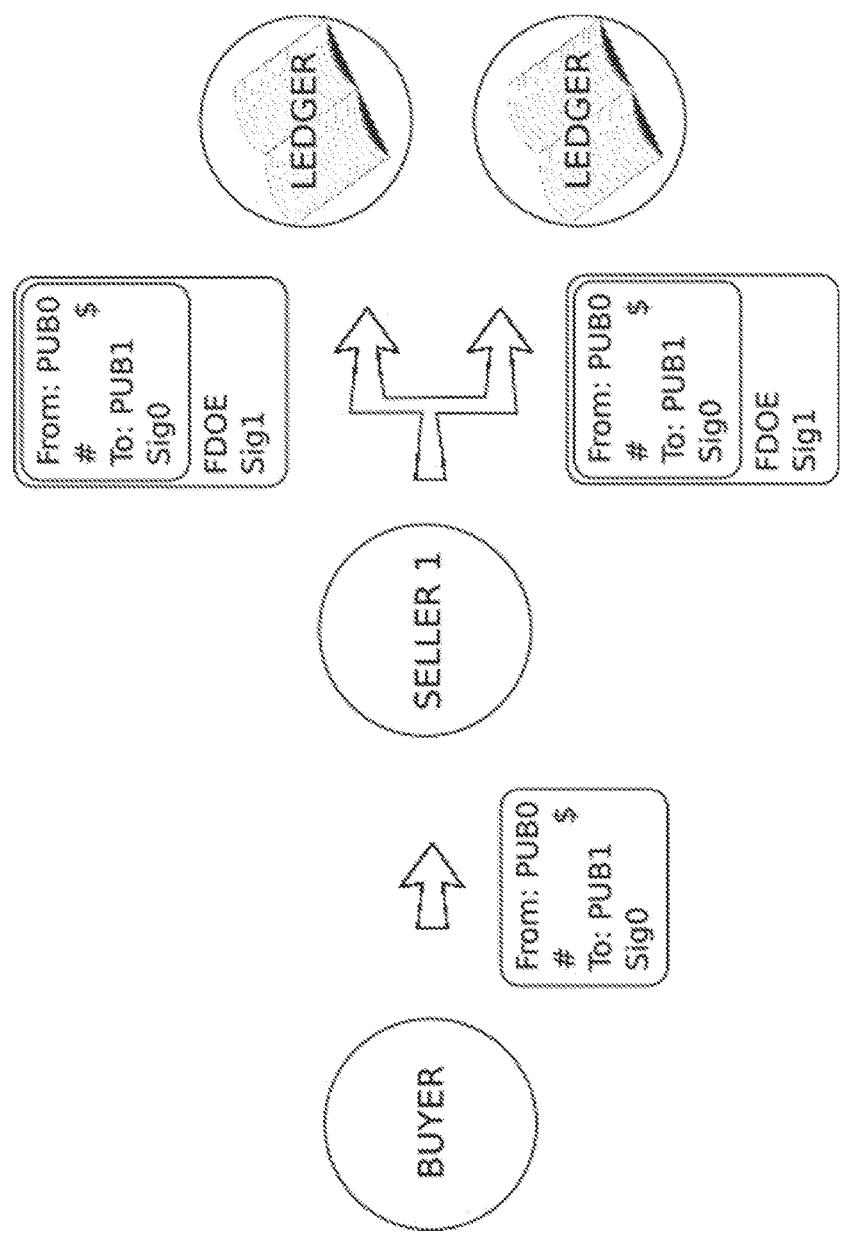 BUYER
From: PUB0
# $
To: PUB1
Sig0
SELLER 1
From: PUB0
# $
To: PUB1
Sig0
FDOE
Sig1
From: PUB0
# $
To: PUB1
Sig0
FDOE
Sig1
LEDGER
LEDGER